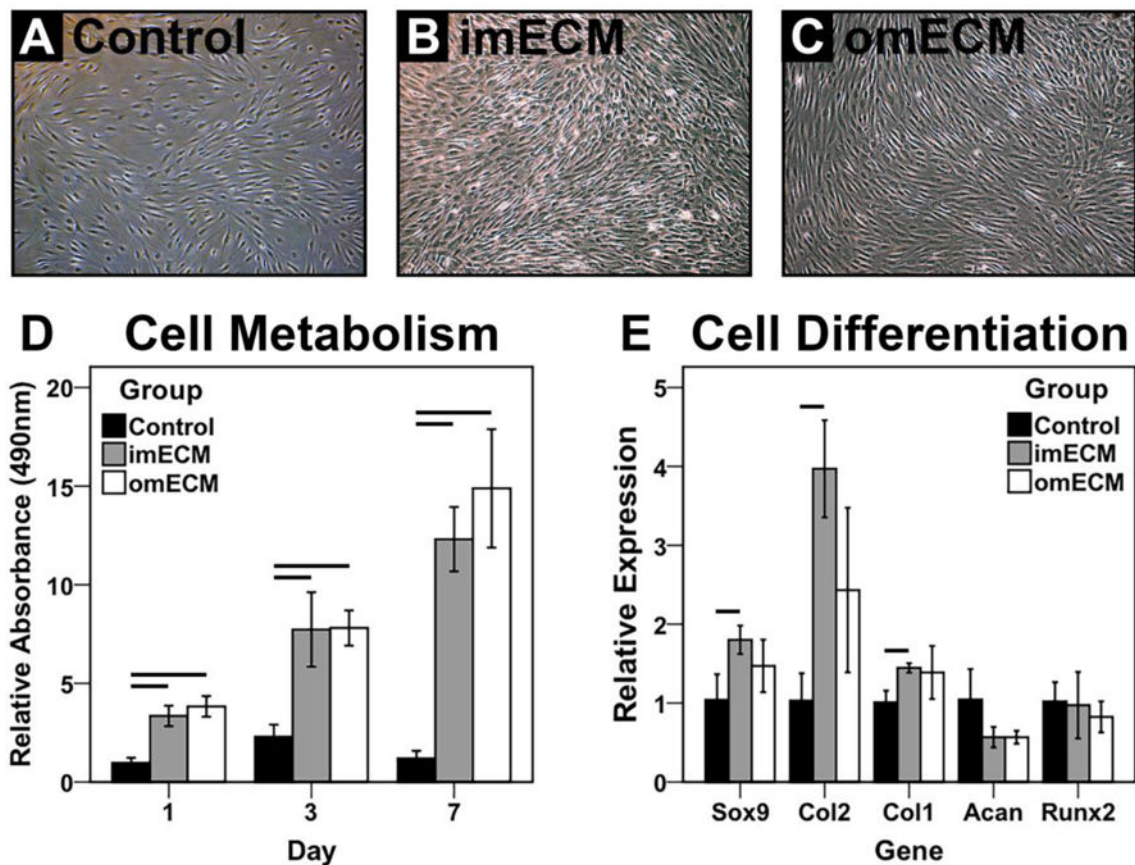 A Control
B imECM
C omECM
D Cell Metabolism
Relative Absorbance (490nm)
20
15
10
5
0
Group
Control
imECM
omECM
1 3 7
Day
E Cell Differentiation
Relative Expression
5
4
3
2
1
0
Group
Control
imECM
omECM
Sox9 Col2 Col1 Acan Runx2
Gene